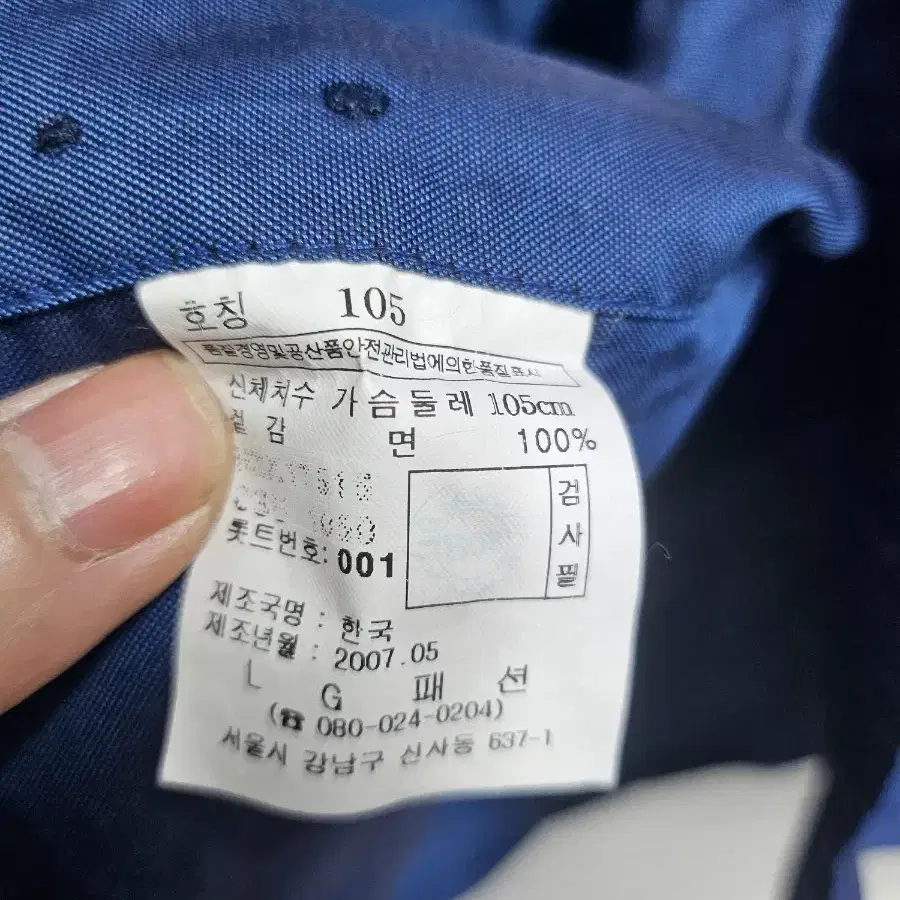 호칭 105
품질경영및공산품안전관리법에의한품질표시
신체치수 가슴둘레 105cm
겉감 면 100%
검사필
롯트번호: 001
제조국명 : 한국
제조년월 : 2007.05
LG패션
(☎ 080-024-0204)
서울시 강남구 신사동 637-1